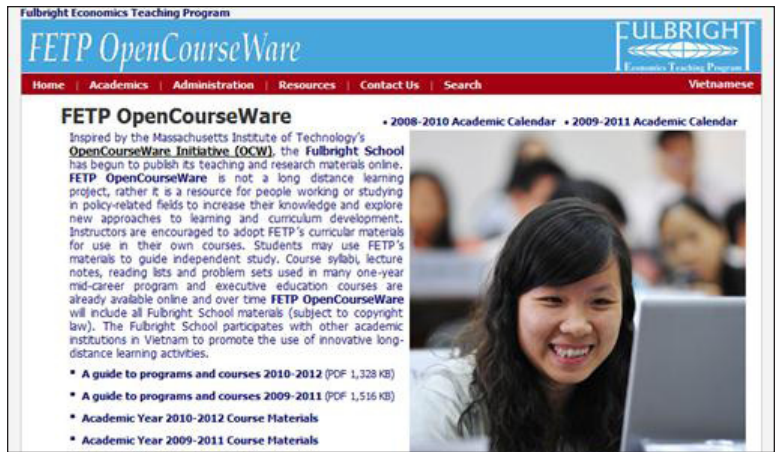 Fulbright Economics Teaching Program
FETP OpenCourseWare
FULBRIGHT
Economics Teaching Program
Home | Academics | Administration | Resources | Contact Us | Search
Vietnamese
FETP OpenCourseWare
• 2008-2010 Academic Calendar • 2009-2011 Academic Calendar
Inspired by the Massachusetts Institute of Technology's
OpenCourseWare Initiative (OCW), the Fulbright School
has begun to publish its teaching and research materials online.
FETP OpenCourseWare is not a long distance learning
project, rather it is a resource for people working or studying
in policy-related fields to increase their knowledge and explore
new approaches to learning and curriculum development.
Instructors are encouraged to adopt FETP's curricular materials
for use in their own courses. Students may use FETP's
materials to guide independent study. Course syllabi, lecture
notes, reading lists and problem sets used in many one-year
mid-career program and executive education courses are
already available online and over time FETP OpenCourseWare
will include all Fulbright School materials (subject to copyright
law). The Fulbright School participates with other academic
institutions in Vietnam to promote the use of innovative long-
distance learning activities.
• A guide to programs and courses 2010-2012 (PDF 1,328 KB)
• A guide to programs and courses 2009-2011 (PDF 1,516 KB)
• Academic Year 2010-2012 Course Materials
• Academic Year 2009-2011 Course Materials